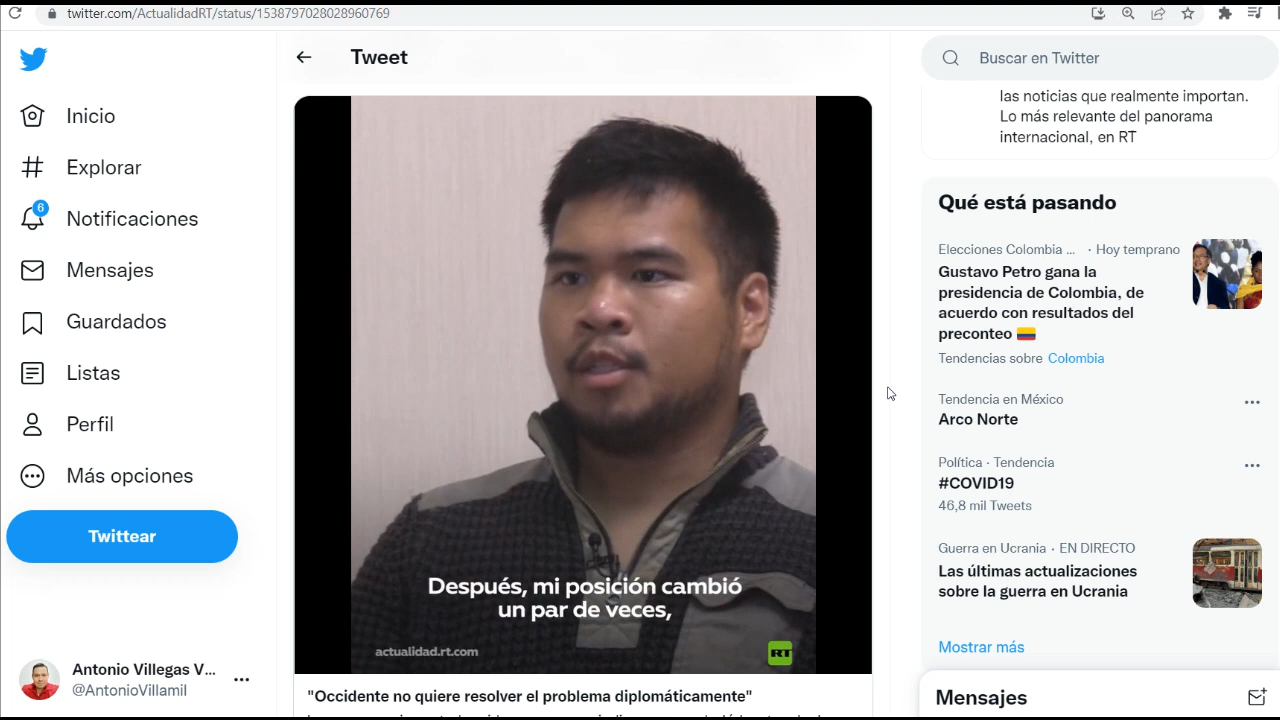 twitter.com/ActualidadRT/status/1538797028028960769
Inicio
Explorar
6
Notificaciones
Mensajes
Guardados
Listas
Perfil
Más opciones
Twittear
Antonio Villegas V...
@AntonioVillamil
Tweet
Después, mi posición cambió
un par de veces,
actualidad.rt.com
RT
"Occidente no quiere resolver el problema diplomáticamente"
Buscar en Twitter
las noticias que realmente importan.
Lo más relevante del panorama
internacional, en RT
Qué está pasando
Elecciones Colombia ... · Hoy temprano
Gustavo Petro gana la
presidencia de Colombia, de
acuerdo con resultados del
preconteo
Tendencias sobre Colombia
Tendencia en México
Arco Norte
Política · Tendencia
#COVID19
46,8 mil Tweets
Guerra en Ucrania · EN DIRECTO
Las últimas actualizaciones
sobre la guerra en Ucrania
Mostrar más
Mensajes